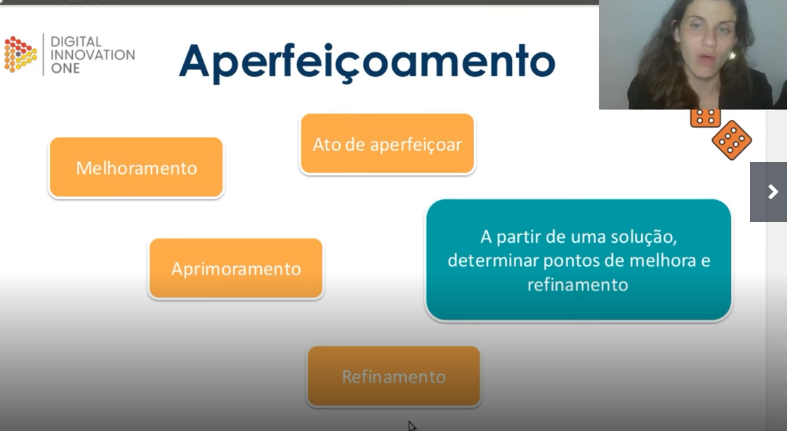 DIGITAL
INNOVATION
ONE
Aperfeiçoamento
Melhoramento
Ato de aperfeiçoar
Aprimoramento
A partir de uma solução,
determinar pontos de melhora e
refinamento
Refinamento